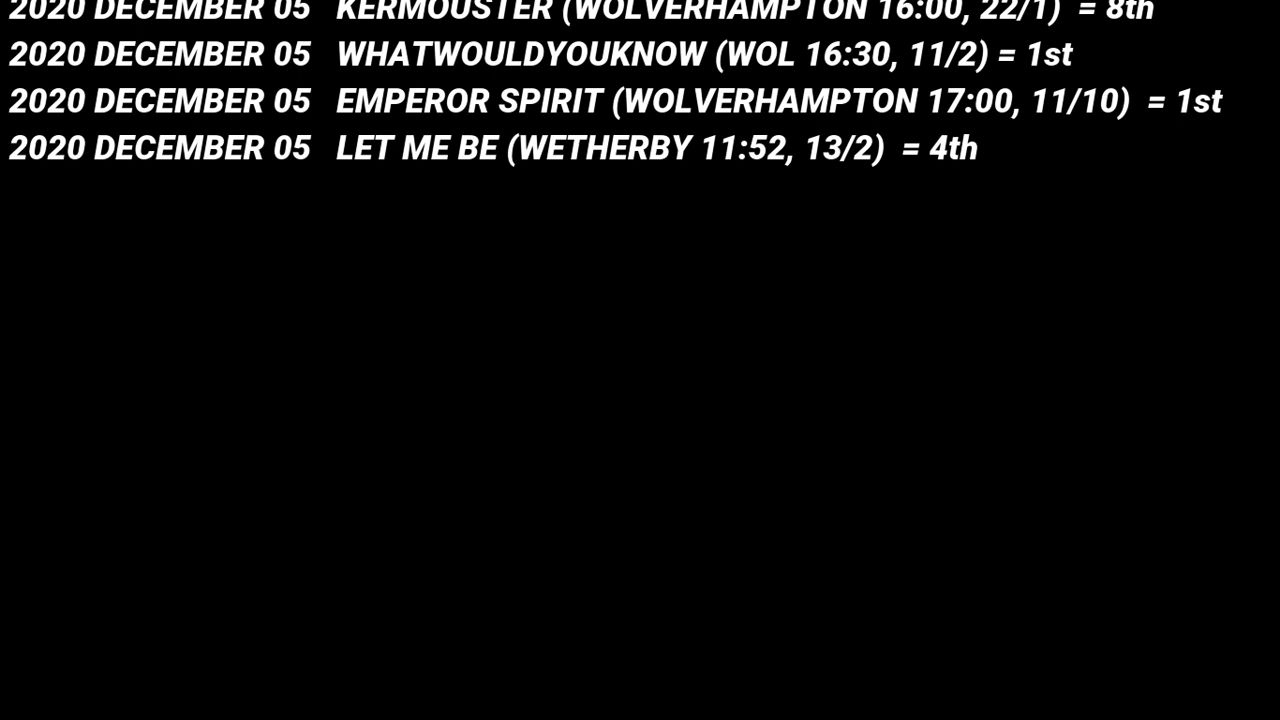 2020 DECEMBER 05 KERMOUSTER (WOLVERHAMPTON 16:00, 22/1) = 8th
2020 DECEMBER 05 WHATWOULDYOUKNOW (WOL 16:30, 11/2) = 1st
2020 DECEMBER 05 EMPEROR SPIRIT (WOLVERHAMPTON 17:00, 11/10) = 1st
2020 DECEMBER 05 LET ME BE (WETHERBY 11:52, 13/2) = 4th